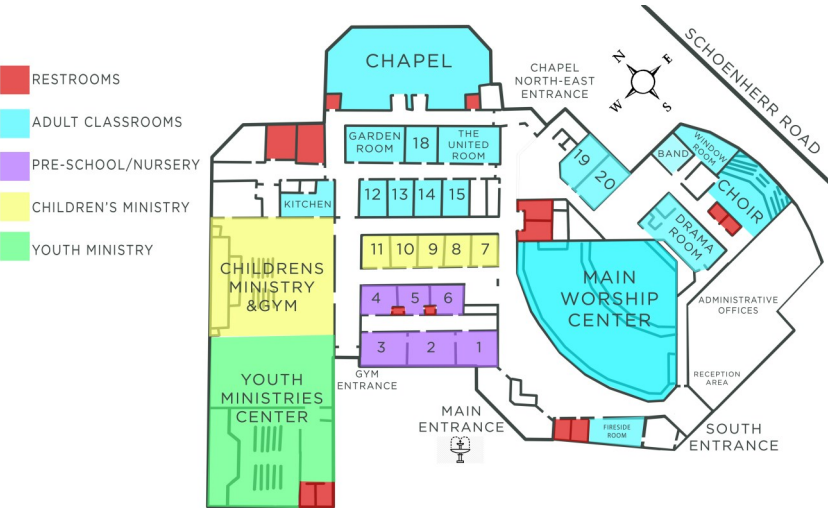 RESTROOMS
ADULT CLASSROOMS
PRE-SCHOOL/NURSERY
CHILDREN'S MINISTRY
YOUTH MINISTRY
CHAPEL
CHAPEL
NORTH-EAST
ENTRANCE
N
E
W
S
SCHOENHERR ROAD
GARDEN
ROOM
18
THE
UNITED
ROOM
19
20
BAND
WINDOW
ROOM
CHOIR
DRAMA
ROOM
KITCHEN
12
13
14
15
11
10
9
8
7
4
5
6
3
2
1
CHILDRENS
MINISTRY
&GYM
MAIN
WORSHIP
CENTER
ADMINISTRATIVE
OFFICES
RECEPTION
AREA
GYM
ENTRANCE
YOUTH
MINISTRIES
CENTER
MAIN
ENTRANCE
FIRESIDE
ROOM
SOUTH
ENTRANCE